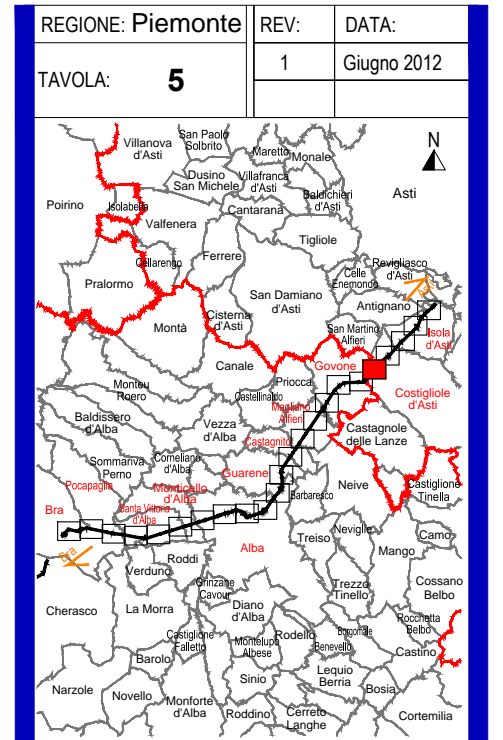 REGIONE: Piemonte
REV:
DATA:
TAVOLA: 5
1
Giugno 2012
N
San Paolo
Solbrito
Villanova
d'Asti
Maretto
Monale
Dusino
San Michele
Villafranca
d'Asti
Baldichieri
d'Asti
Asti
Poirino
Isolabella
Cantarana
Valfenera
Tigliole
Ferrere
Cellarengo
Revigliasco
d'Asti
Celle
Enemondo
Pralormo
San Damiano
d'Asti
Antignano
Cisterna
d'Asti
Montà
San Martino
Alfieri
Isola
d'Asti
Canale
Govone
Priocca
Monteu
Roero
Castellinaldo
Costigliole
d'Asti
Magliano
Alfieri
Baldissero
d'Alba
Vezza
d'Alba
Castagnito
Castagnole
delle Lanze
Corneliano
d'Alba
Sommariva
Perno
Guarene
Pocapaglia
Monticello
d'Alba
Neive
Castiglione
Tinella
Barbaresco
Bra
Santa Vittoria
d'Alba
Neviglie
Treiso
Camo
Alba
Mango
Bra
Roddi
Verduno
Grinzane
Cavour
Trezzo
Tinello
Cossano
Belbo
Cherasco
La Morra
Diano
d'Alba
Rocchetta
Belbo
Castiglione
Falletto
Montelupo
Albese
Rodello
Borgomale
Benevello
Castino
Barolo
Lequio
Berria
Sinio
Bosia
Narzole
Novello
Monforte
d'Alba
Roddino
Cerreto
Langhe
Cortemilia